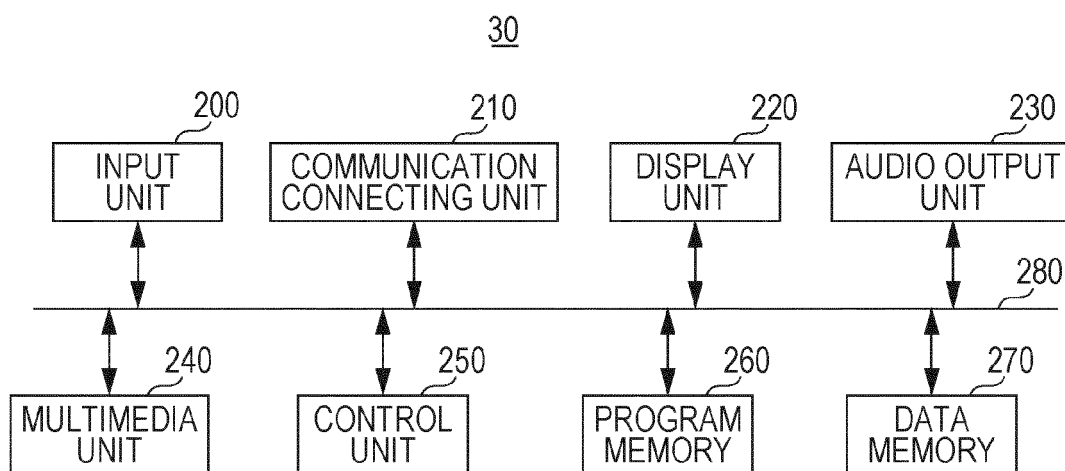 30
200
210
220
230
INPUT
UNIT
COMMUNICATION
CONNECTING UNIT
DISPLAY
UNIT
AUDIO OUTPUT
UNIT
280
240
250
260
270
MULTIMEDIA
UNIT
CONTROL
UNIT
PROGRAM
MEMORY
DATA
MEMORY